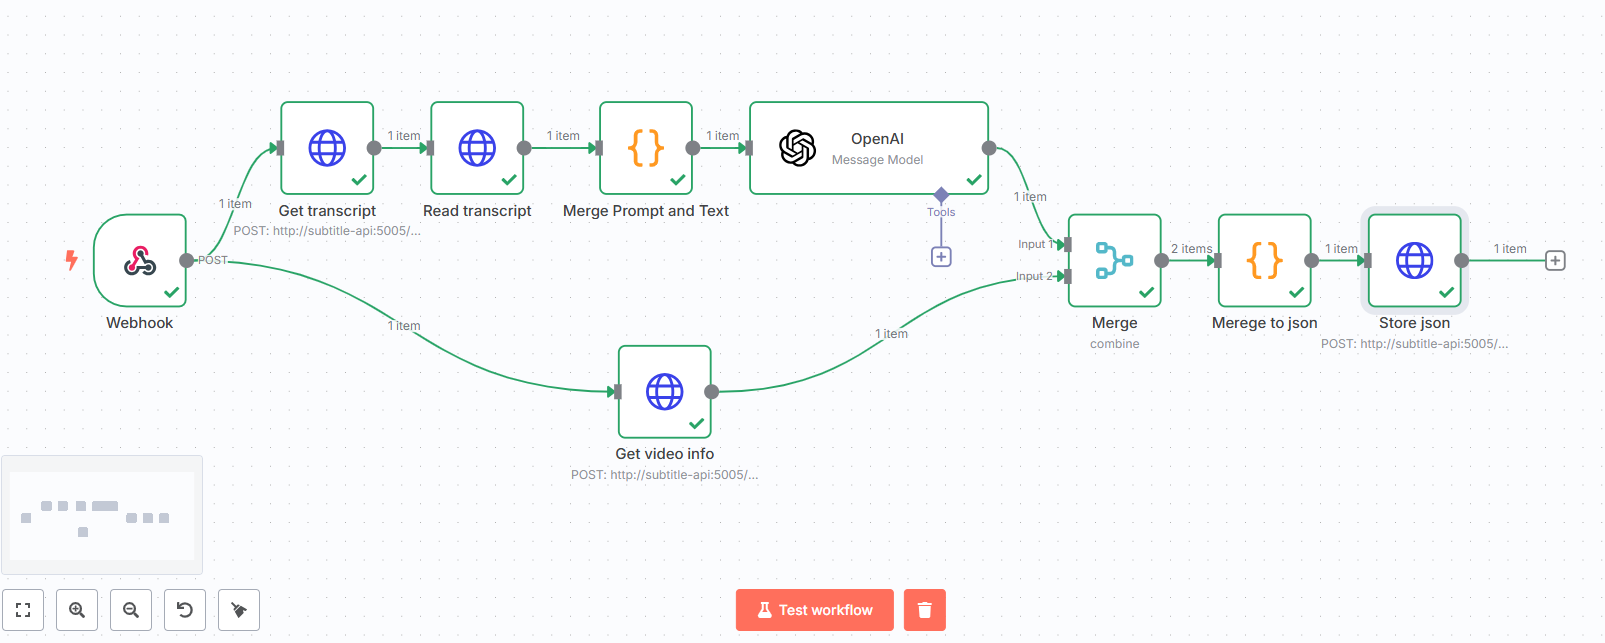 1 item
1 item
1 item
OpenAI
Message Model
Get transcript
POST: http://subtitle-api:5005/...
Read transcript
Merge Prompt and Text
Tools
1 item
1 item
POST
Webhook
1 item
Get video info
POST: http://subtitle-api:5005/...
1 item
Input 1
Input 2
Merge
combine
2 items
Merege to json
1 item
Store json
POST: http://subtitle-api:5005/...
1 item
Test workflow